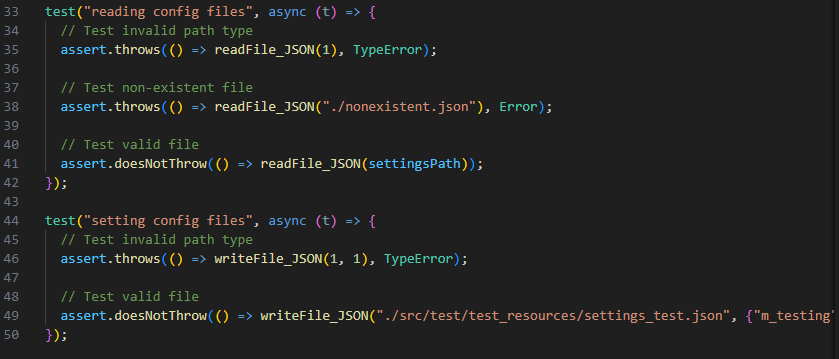 33 test("reading config files", async (t) => {
34 // Test invalid path type
35 assert.throws(() => readFile_JSON(1), TypeError);
36
37 // Test non-existent file
38 assert.throws(() => readFile_JSON("./nonexistent.json"), Error);
39
40 // Test valid file
41 assert.doesNotThrow(() => readFile_JSON(settingsPath));
42 });
43
44 test("setting config files", async (t) => {
45 // Test invalid path type
46 assert.throws(() => writeFile_JSON(1, 1), TypeError);
47
48 // Test valid file
49 assert.doesNotThrow(() => writeFile_JSON("./src/test/test_resources/settings_test.json", {"m_testing"
50 });